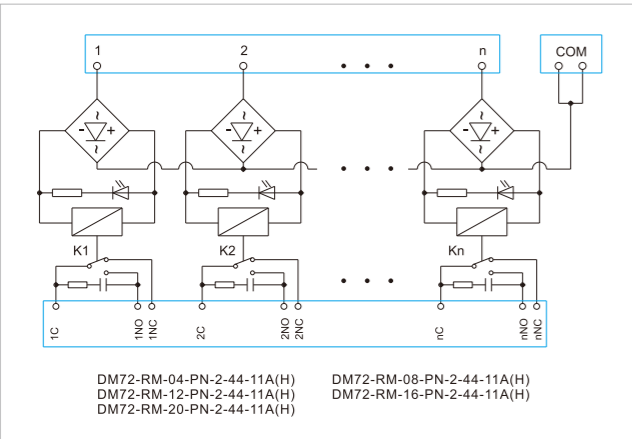 1 2 n COM
- + - + - +
K1 K2 Kn
1C 1NO 1NC 2C 2NO 2NC nC nNO nNC
DM72-RM-04-PN-2-44-11A(H) DM72-RM-08-PN-2-44-11A(H)
DM72-RM-12-PN-2-44-11A(H) DM72-RM-16-PN-2-44-11A(H)
DM72-RM-20-PN-2-44-11A(H)